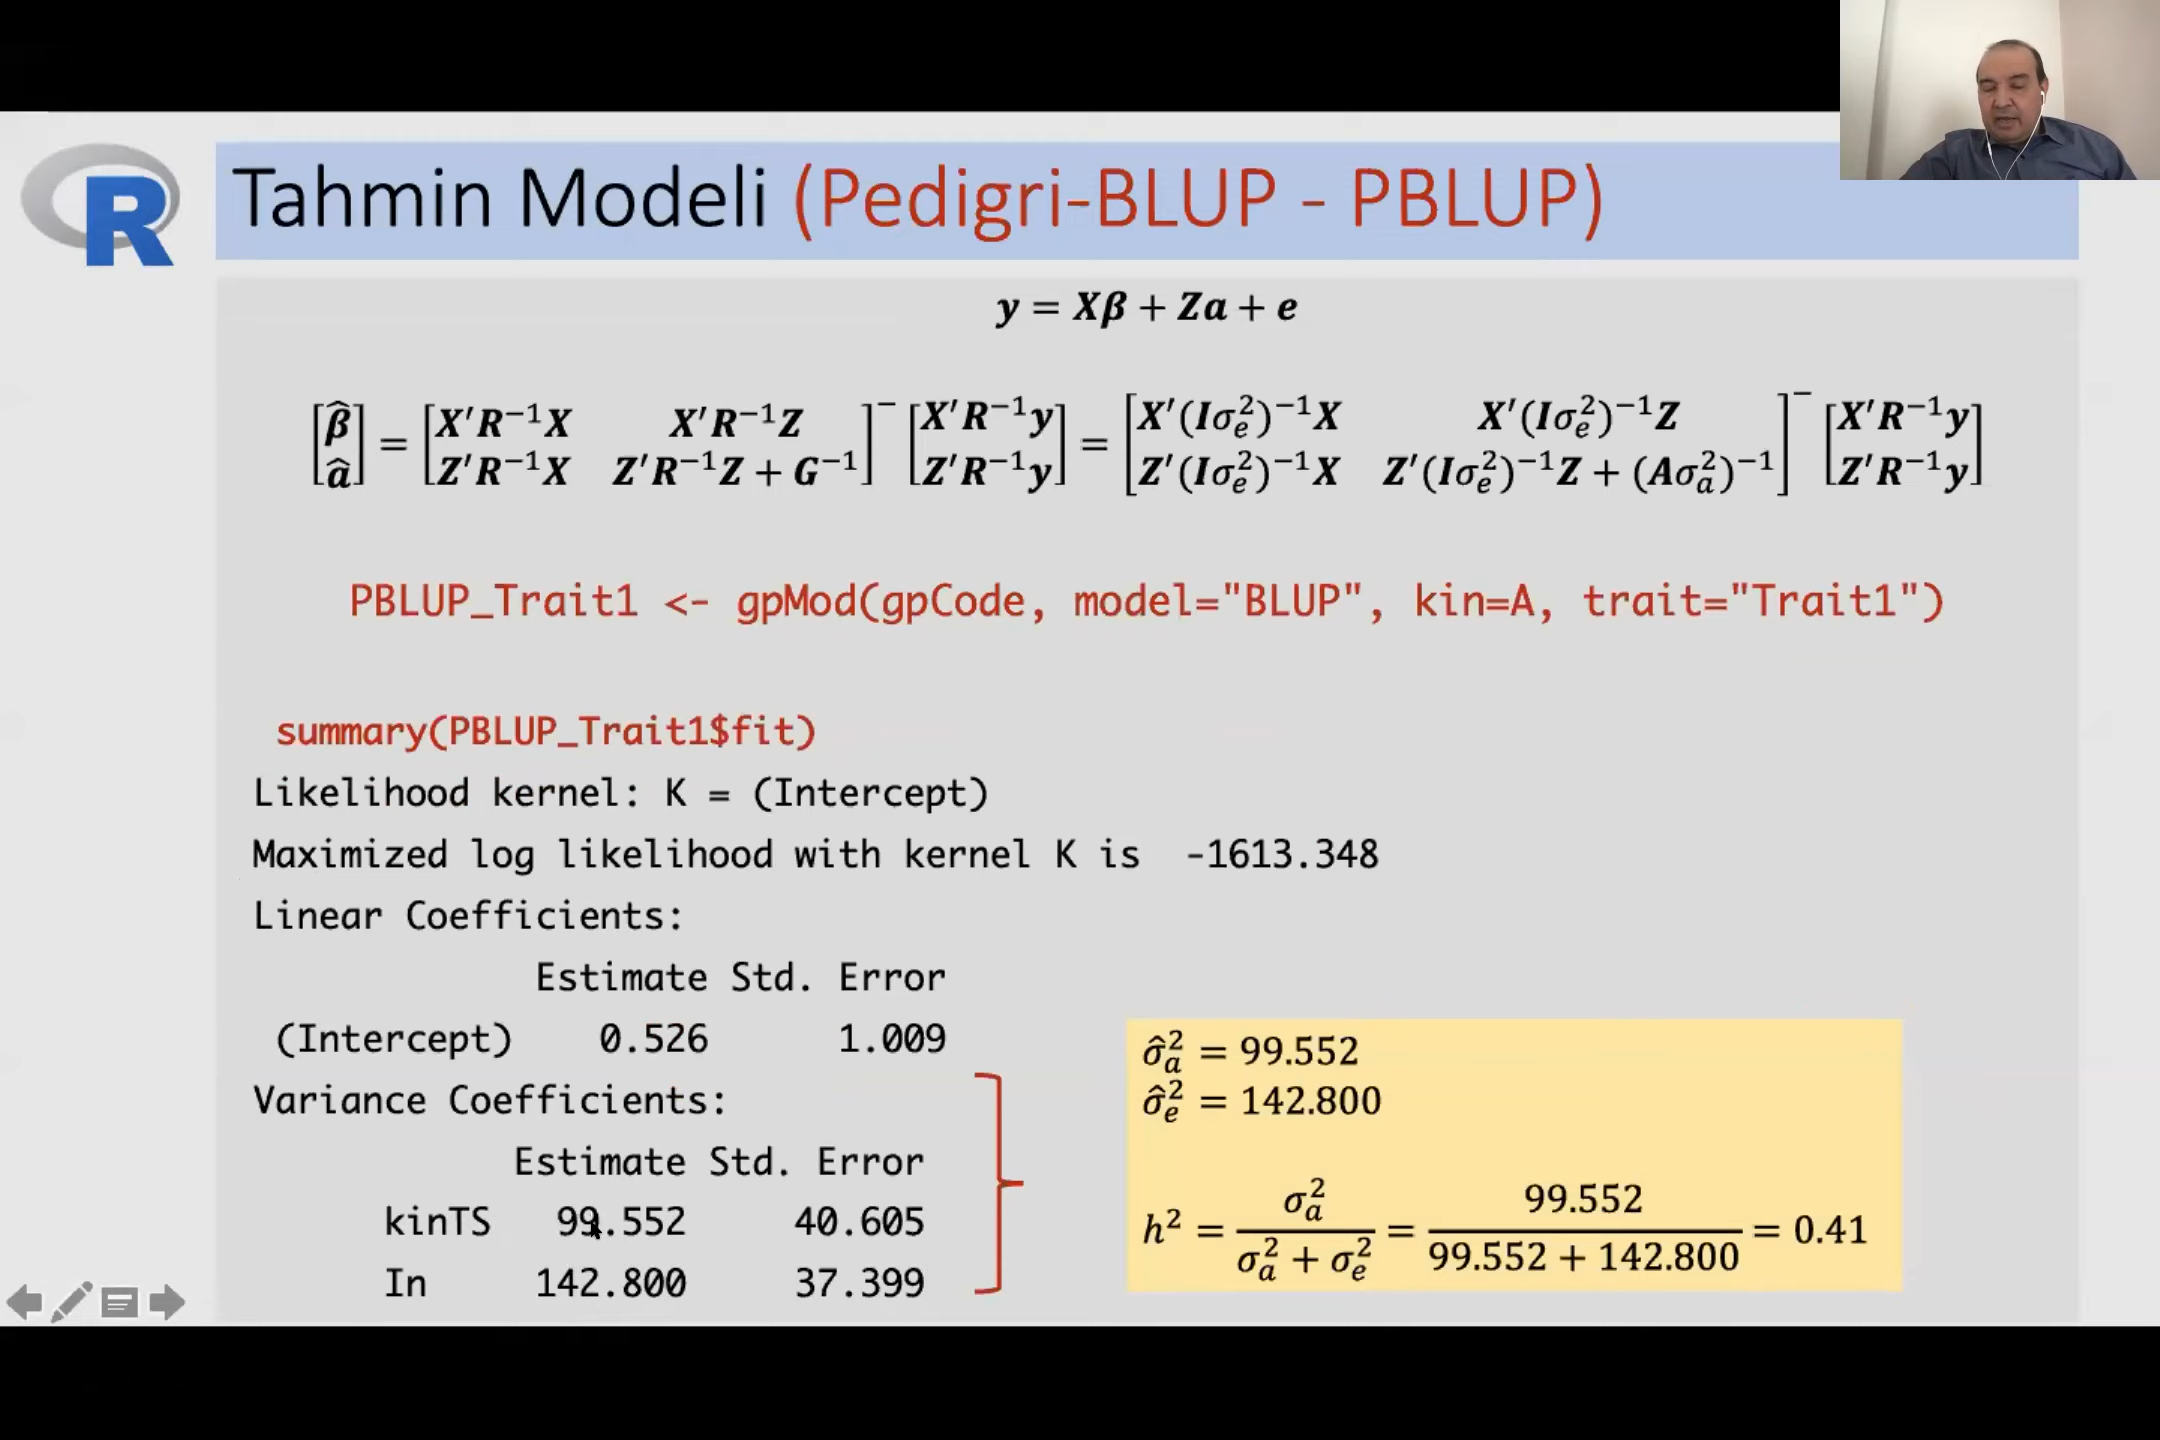 R
Tahmin Modeli (Pedigri-BLUP - PBLUP)
y = Xβ + Za + e
[β̂ â] = [X′R⁻¹X X′R⁻¹Z Z′R⁻¹X Z′R⁻¹Z + G⁻¹]⁻ [X′R⁻¹y Z′R⁻¹y] = [X′(Iσ²ₑ)⁻¹X X′(Iσ²ₑ)⁻¹Z Z′(Iσ²ₑ)⁻¹X Z′(Iσ²ₑ)⁻¹Z + (Aσ²ₐ)⁻¹]⁻ [X′R⁻¹y Z′R⁻¹y]
PBLUP_Trait1 <- gpMod(gpCode, model="BLUP", kin=A, trait="Trait1")
summary(PBLUP_Trait1$fit)
Likelihood kernel: K = (Intercept)
Maximized log likelihood with kernel K is -1613.348
Linear Coefficients:
Estimate Std. Error
(Intercept) 0.526 1.009
Variance Coefficients:
Estimate Std. Error
kinTS 99.552 40.605
In 142.800 37.399
σ̂²ₐ = 99.552
σ̂²ₑ = 142.800
h² = σ²ₐ / (σ²ₐ + σ²ₑ) = 99.552 / (99.552 + 142.800) = 0.41